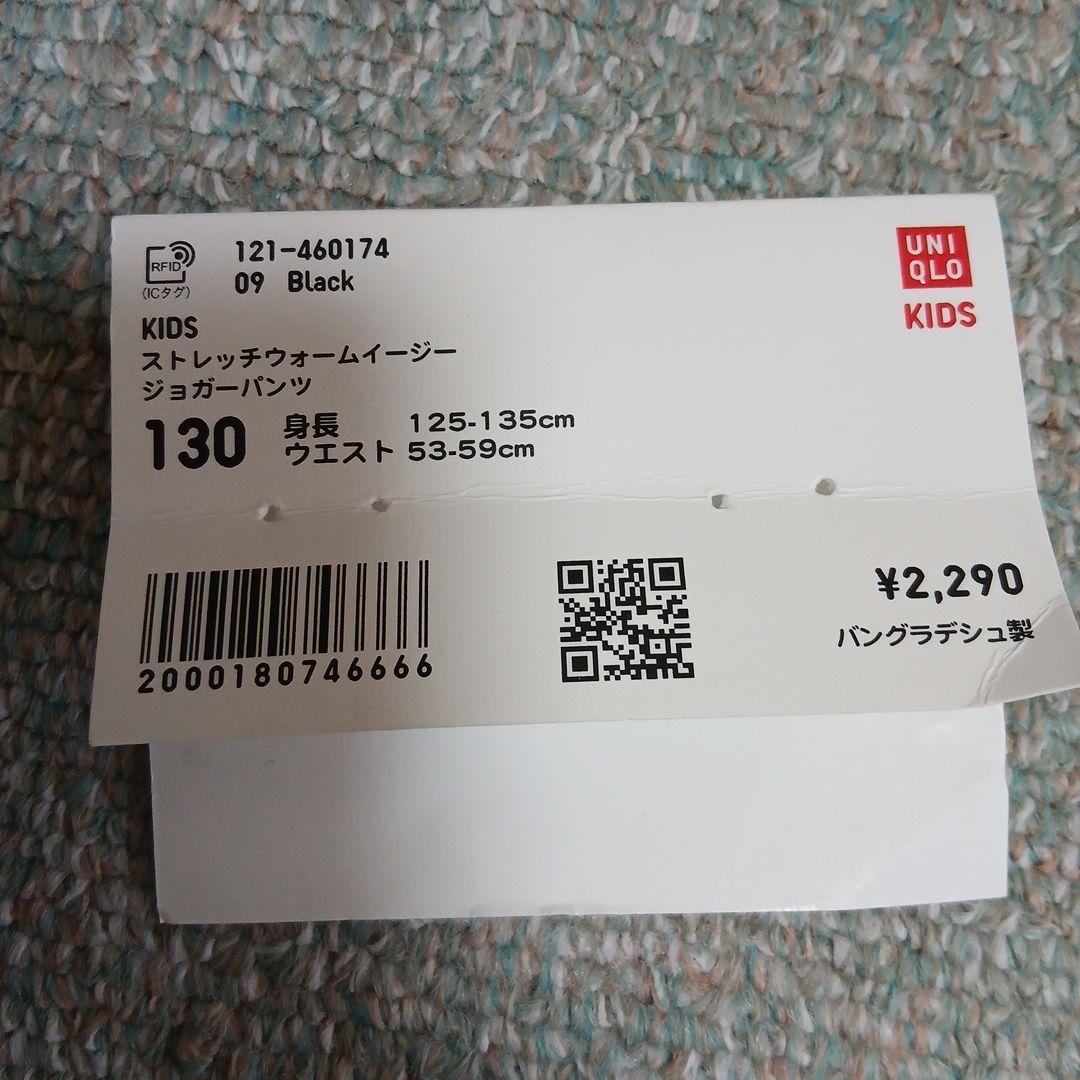 RFID
(ICタグ)
121-460174
09 Black
UNI
QLO
KIDS
KIDS
ストレッチウォームイージー
ジョガーパンツ
130
身長 125-135cm
ウエスト 53-59cm
2000180746666
¥2,290
バングラデシュ製